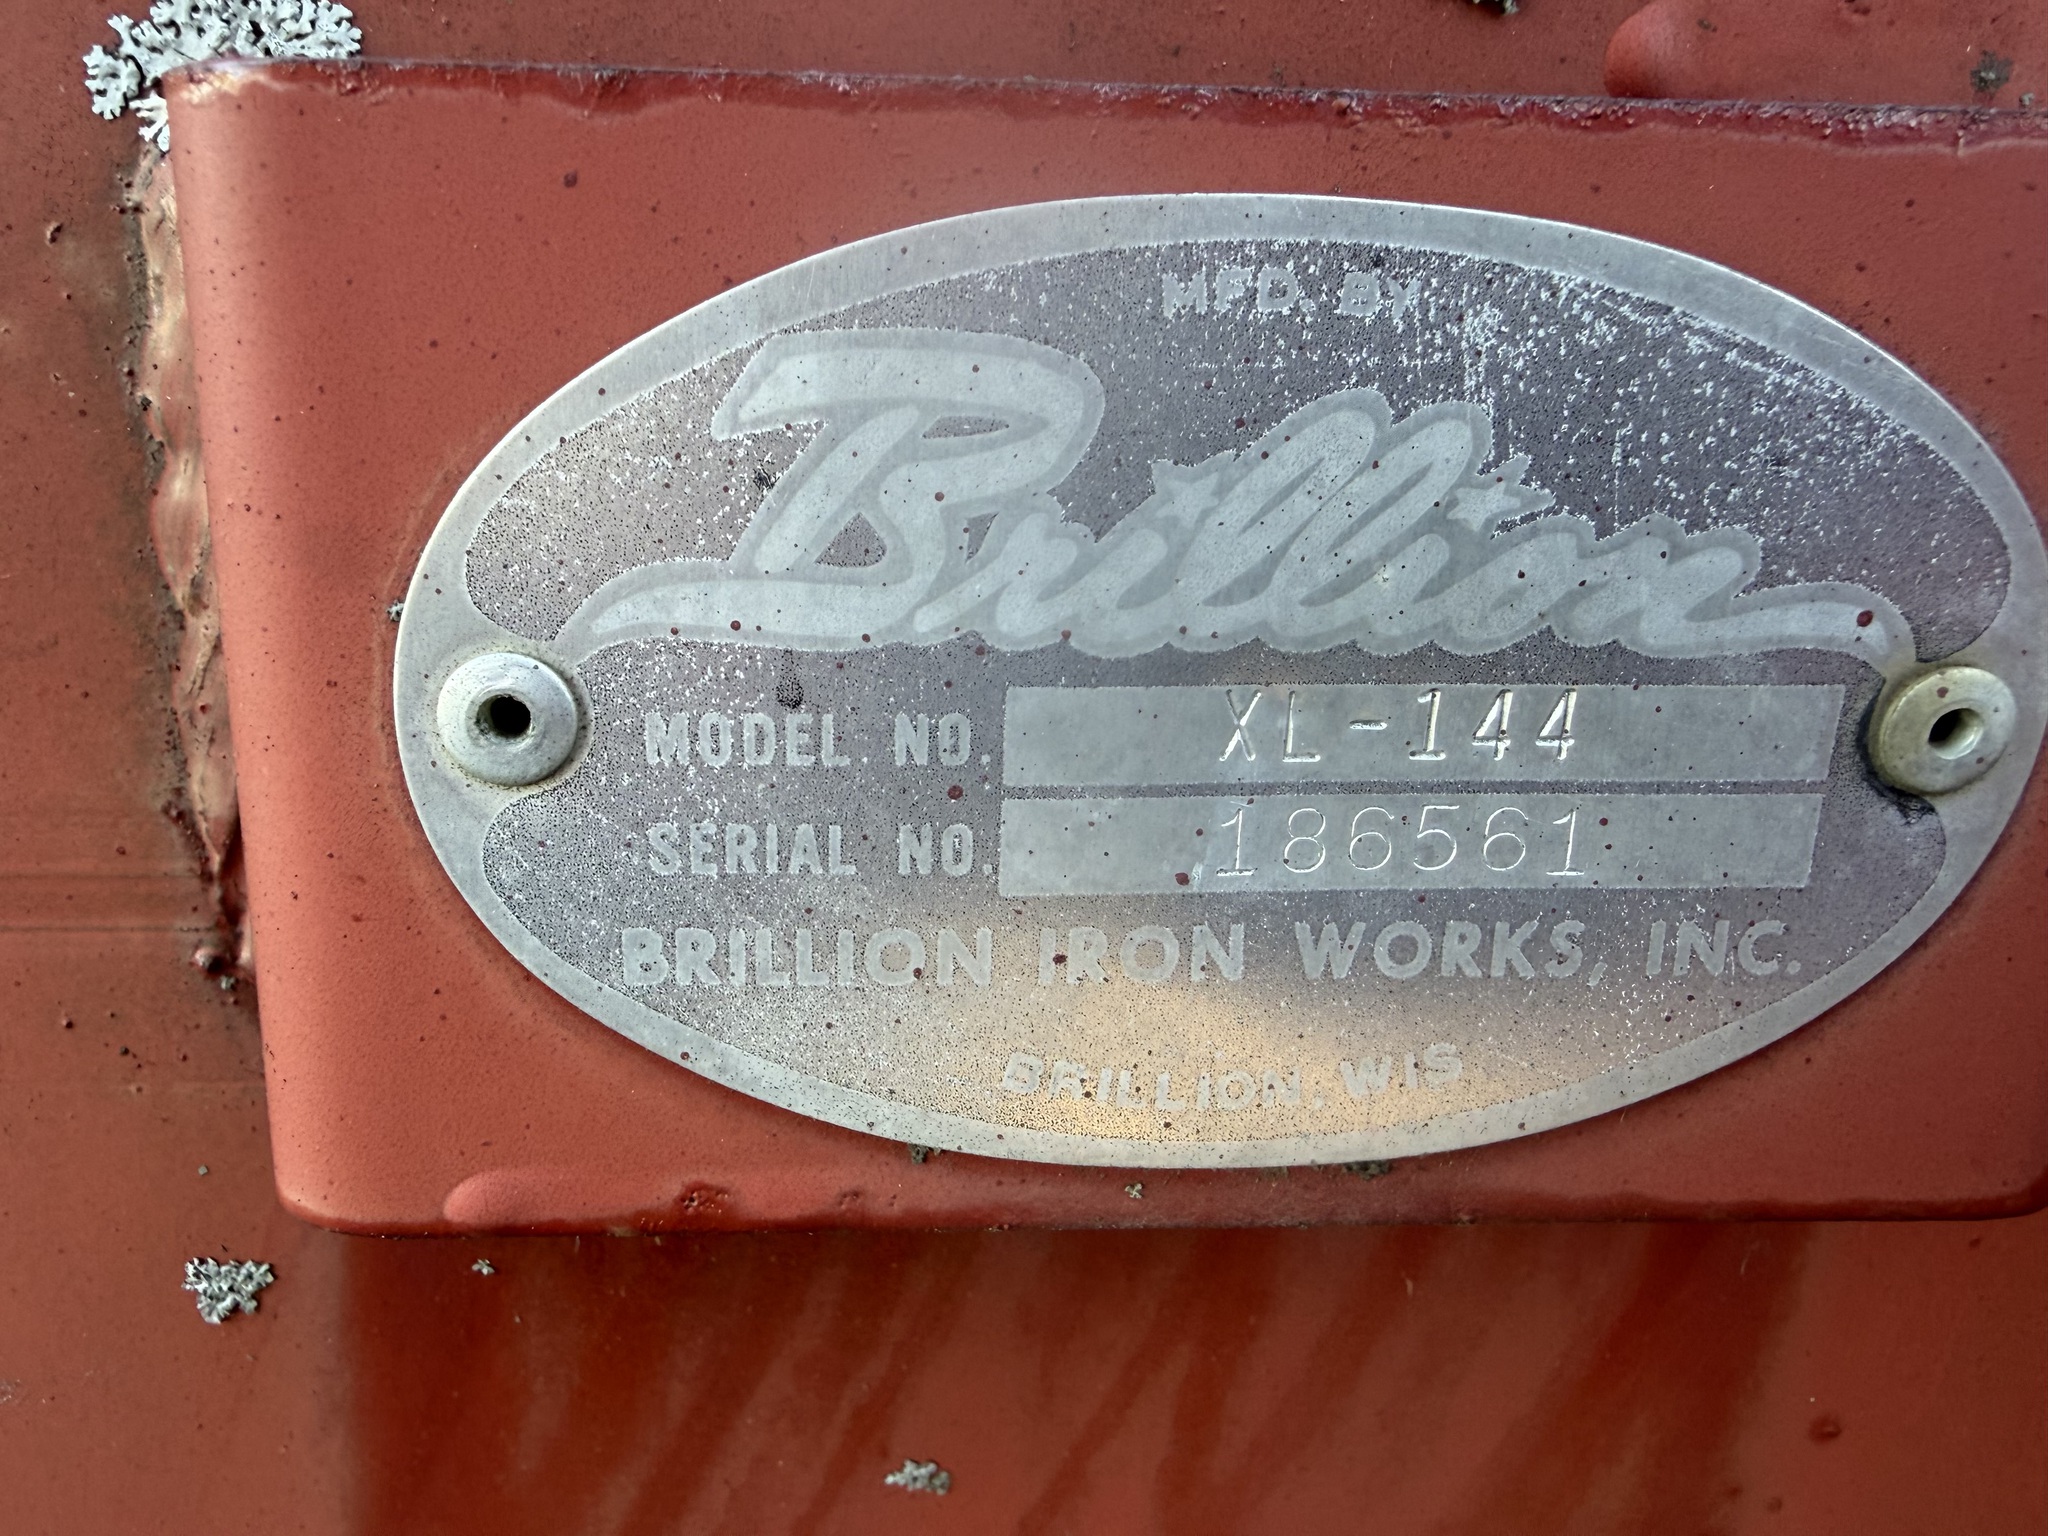 MFD. BY
Brillion
MODEL NO. XL-144
SERIAL NO. 186561
BRILLION IRON WORKS, INC.
BRILLION, WIS